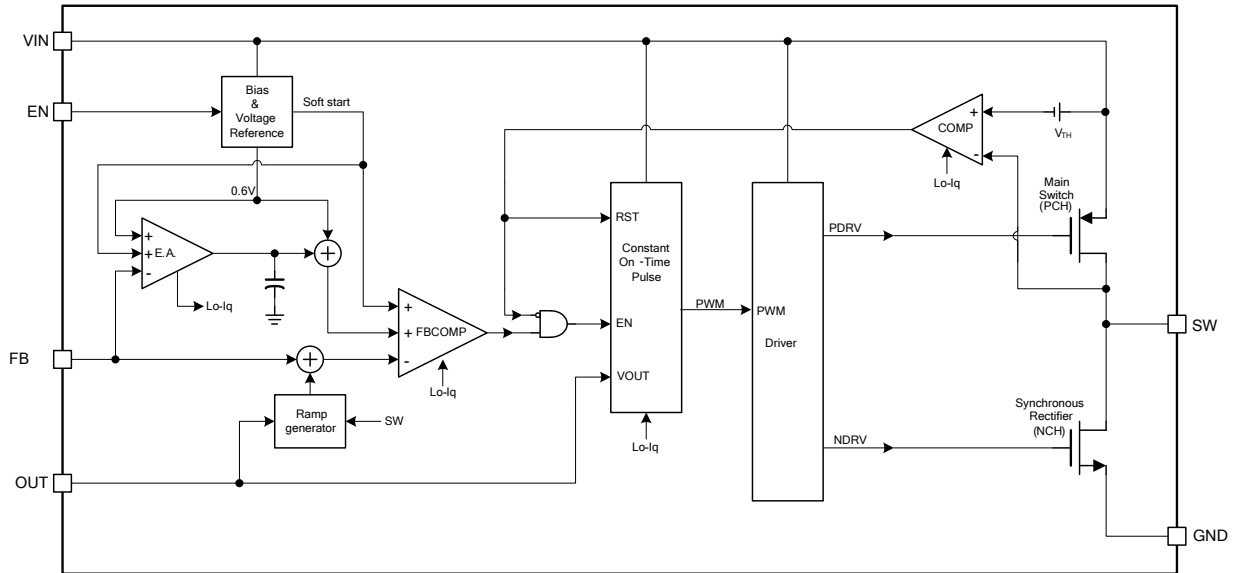 VIN
EN
Bias
&
Voltage
Reference
Soft start
0.6V
+
+
-
E.A.
Lo-Iq
+
FB
+
Ramp
generator
SW
OUT
+
+
-
FBCOMP
Lo-Iq
RST
Constant
On -Time
Pulse
EN
VOUT
Lo-Iq
PWM
PWM
Driver
PDRV
NDRV
COMP
+
-
Lo-Iq
VTH
Main
Switch
(PCH)
SW
Synchronous
Rectifier
(NCH)
GND